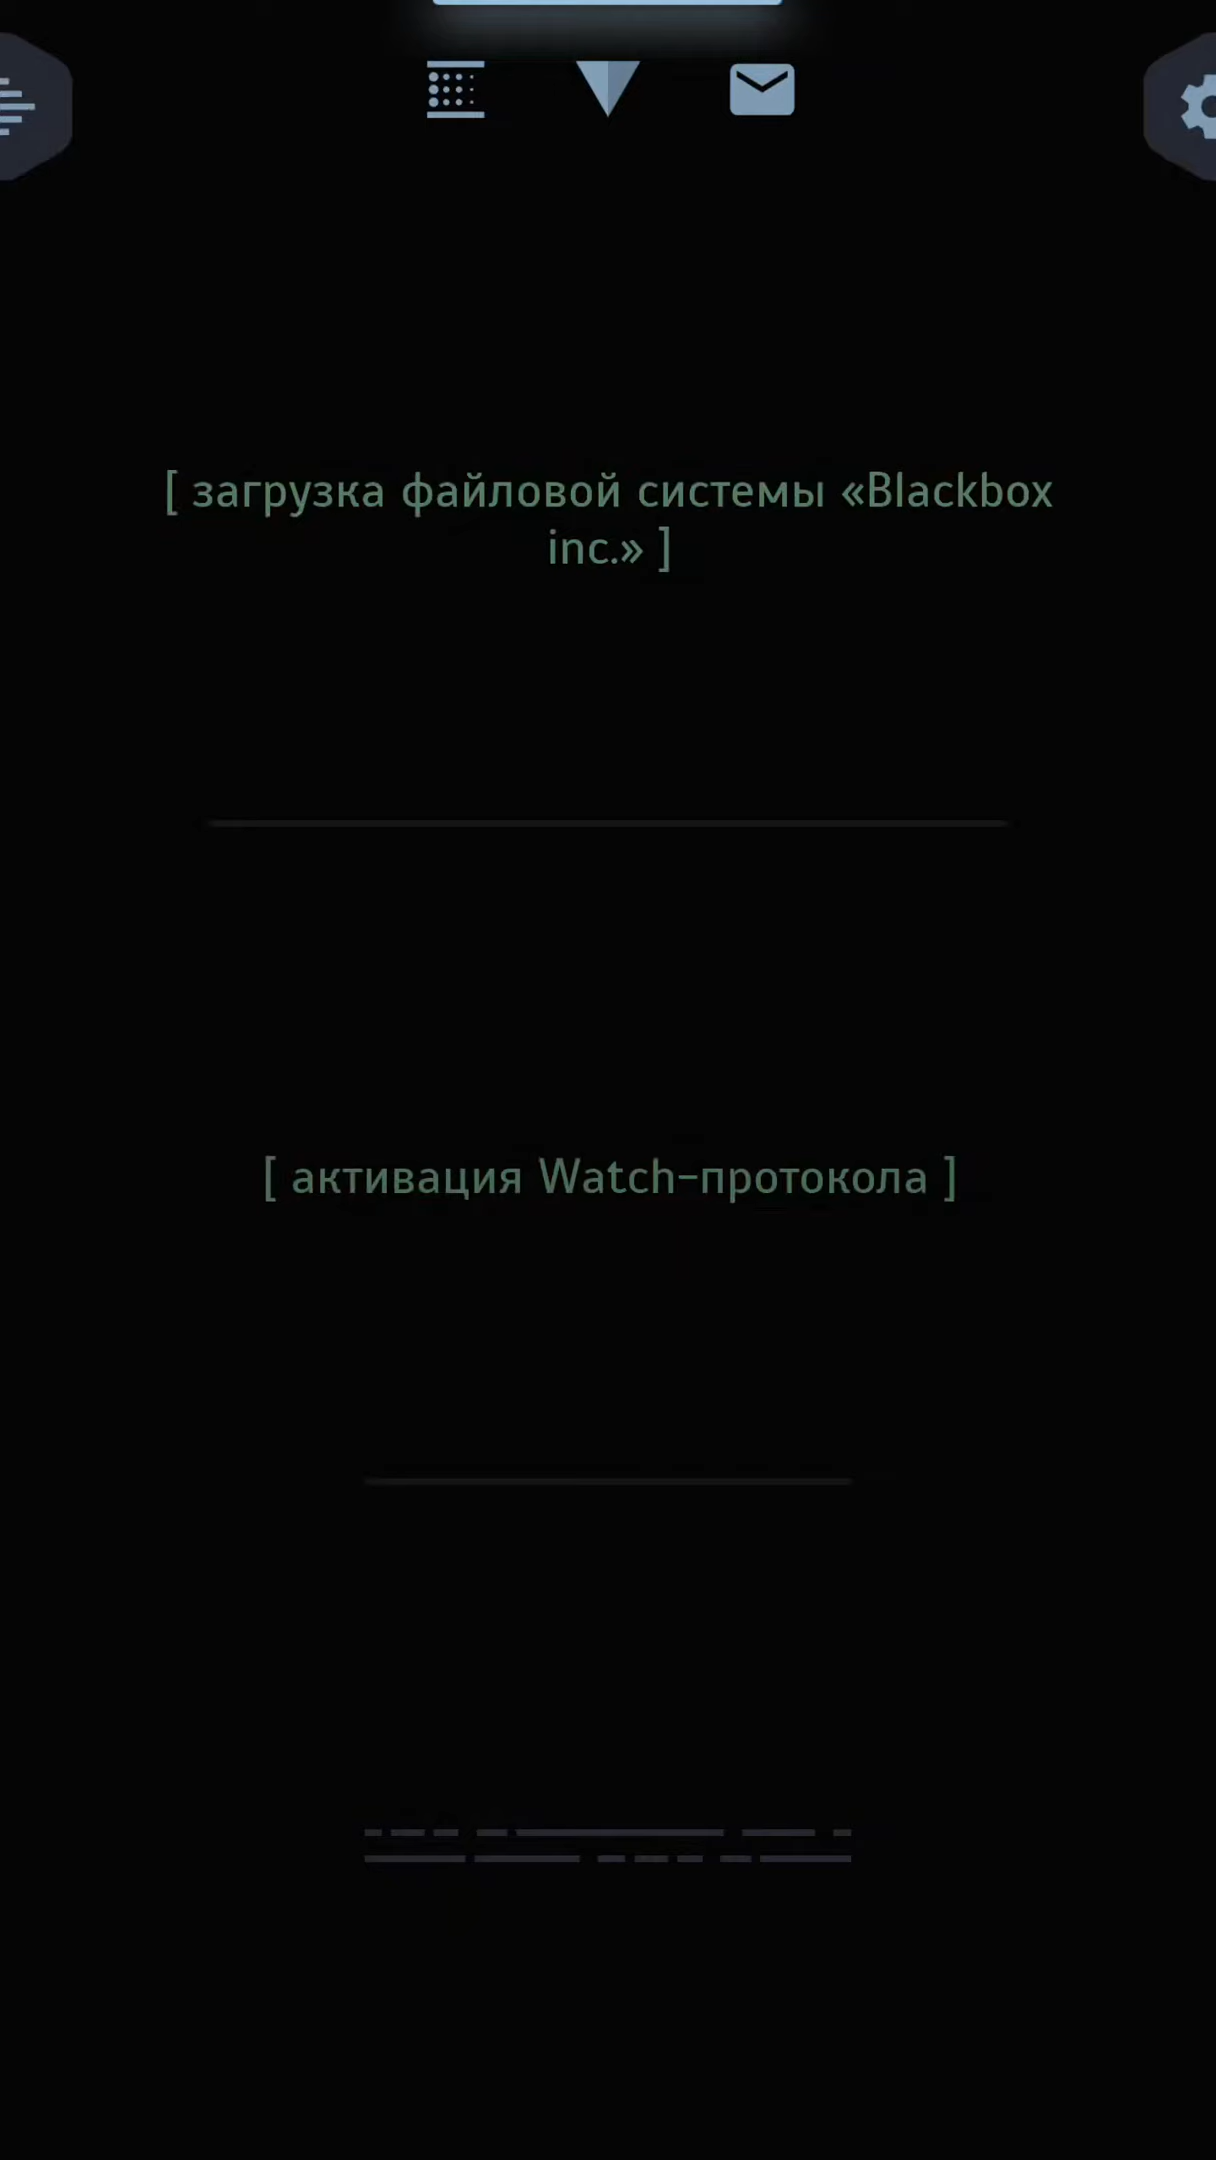 [ загрузка файловой системы «Blackbox
inc.» ]
[ активация Watch-протокола ]